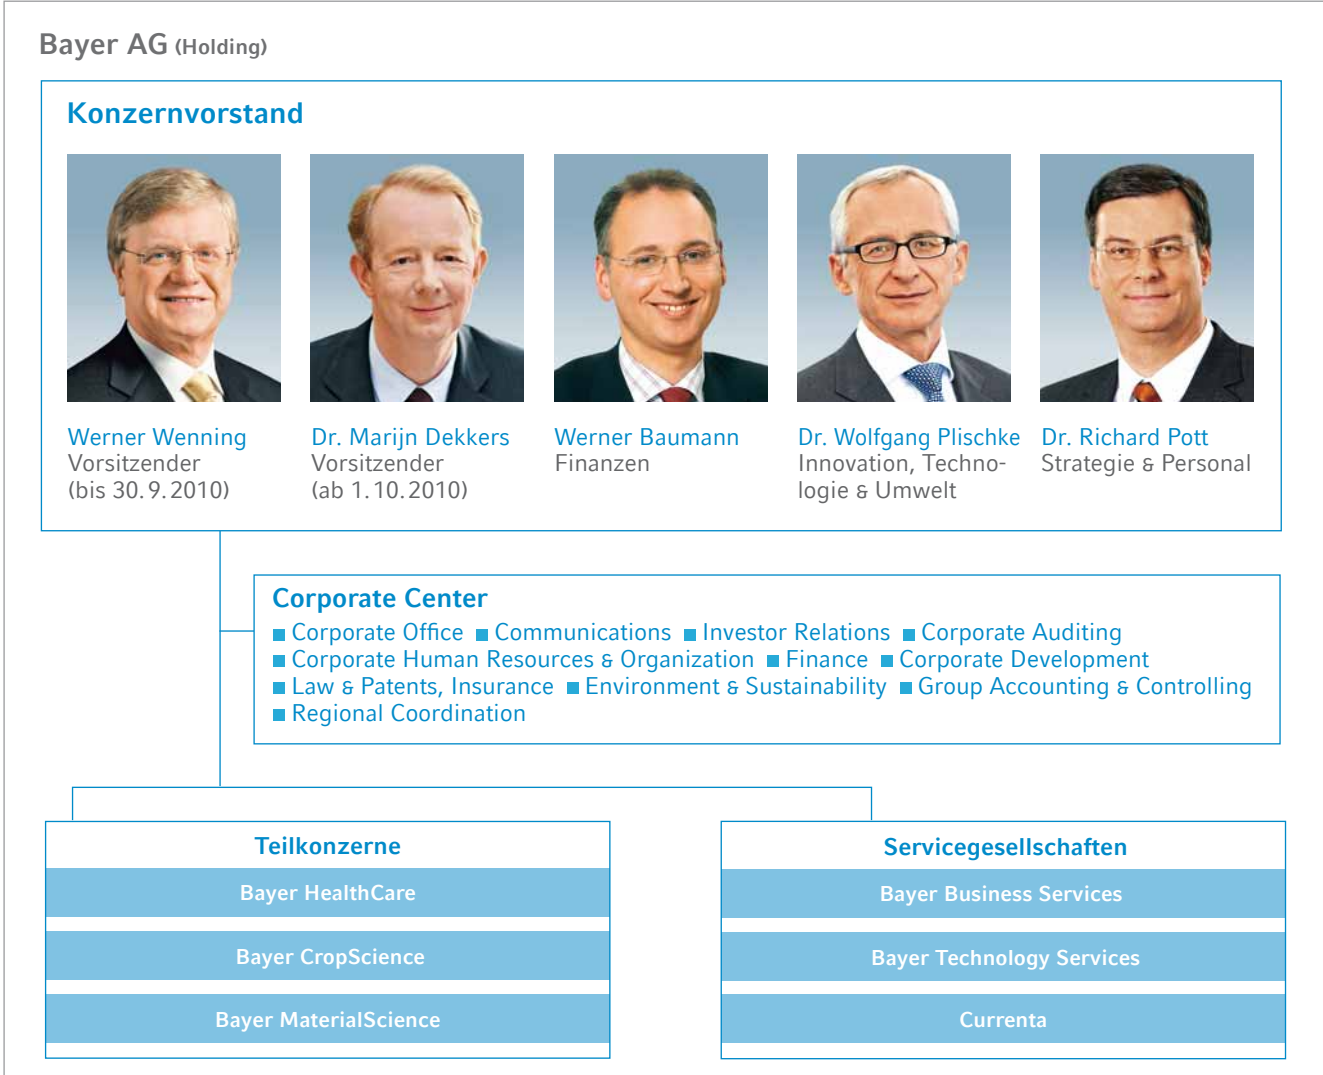 Bayer AG (Holding)
Konzernvorstand
Werner Wenning
Vorsitzender
(bis 30.9.2010)
Dr. Marijn Dekkers
Vorsitzender
(ab 1.10.2010)
Werner Baumann
Finanzen
Dr. Wolfgang Plischke
Innovation, Techno-
logie & Umwelt
Dr. Richard Pott
Strategie & Personal
Corporate Center
■ Corporate Office ■ Communications ■ Investor Relations ■ Corporate Auditing
■ Corporate Human Resources & Organization ■ Finance ■ Corporate Development
■ Law & Patents, Insurance ■ Environment & Sustainability ■ Group Accounting & Controlling
■ Regional Coordination
Teilkonzerne
Bayer HealthCare
Bayer CropScience
Bayer MaterialScience
Servicegesellschaften
Bayer Business Services
Bayer Technology Services
Currenta